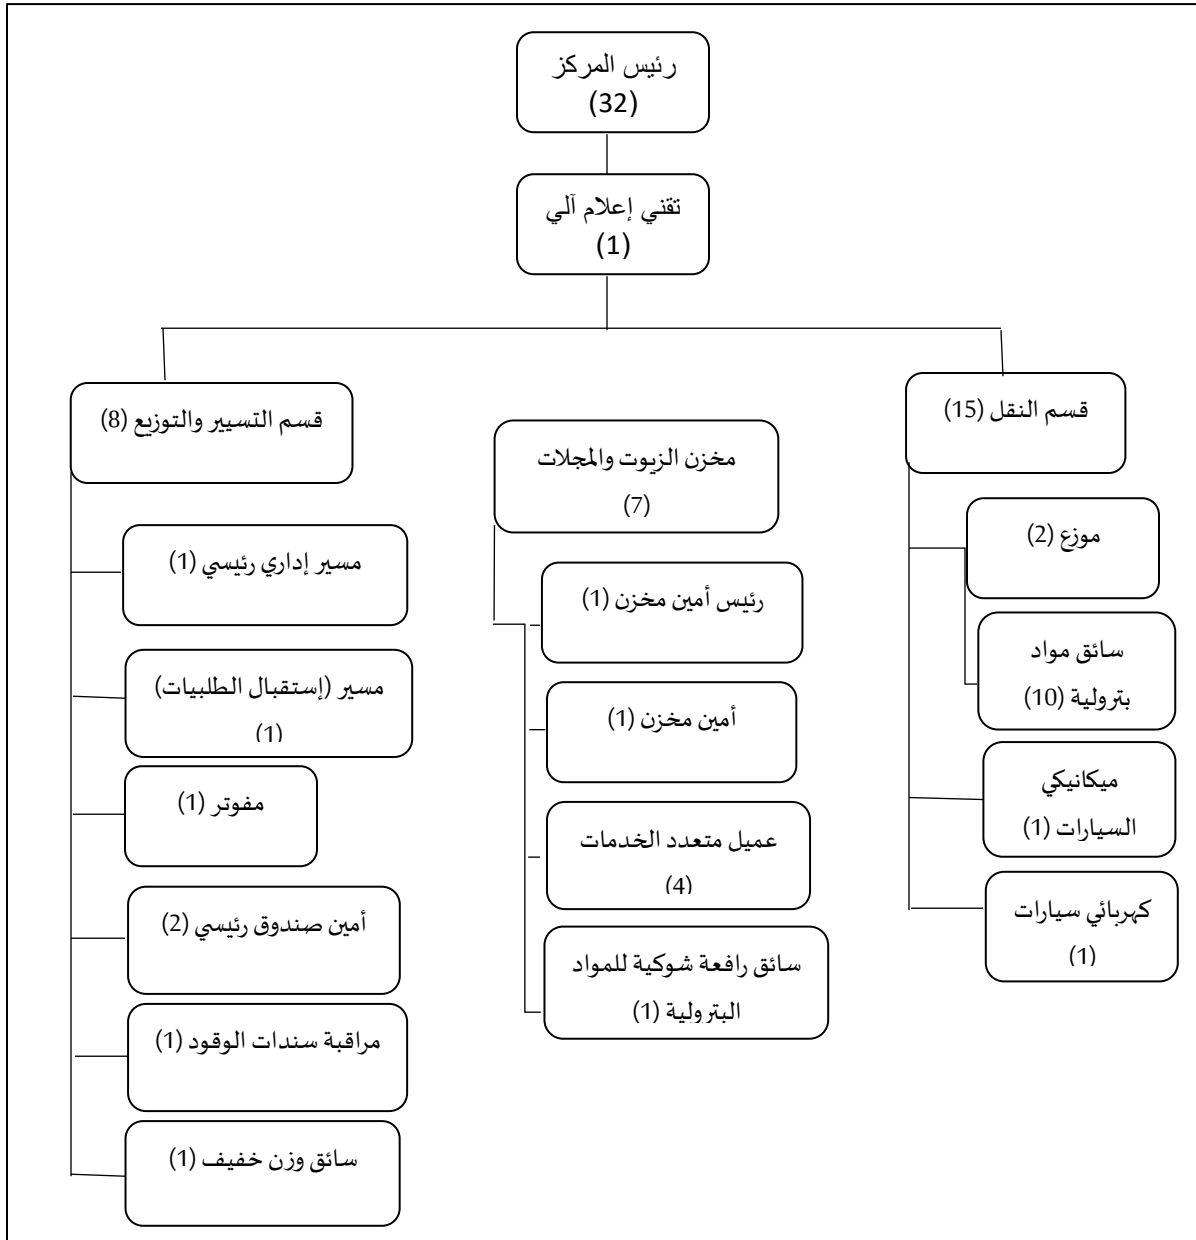 رئيس المركز
(32)
تقني إعلام آلي
(1)
قسم النقل (15)
موزع (2)
سائق مواد
بترولية (10)
ميكانيكي
السيارات (1)
كهربائي سيارات
(1)
مخزن الزيوت والمجلات
(7)
رئيس أمين مخزن (1)
أمين مخزن (1)
عميل متعدد الخدمات
(4)
سائق رافعة شوكية للمواد
البترولية (1)
قسم التسيير والتوزيع (8)
مسير إداري رئيسي (1)
مسير (إستقبال الطلبيات)
(1)
مفوتر (1)
أمين صندوق رئيسي (2)
مراقبة سندات الوقود (1)
سائق وزن خفيف (1)